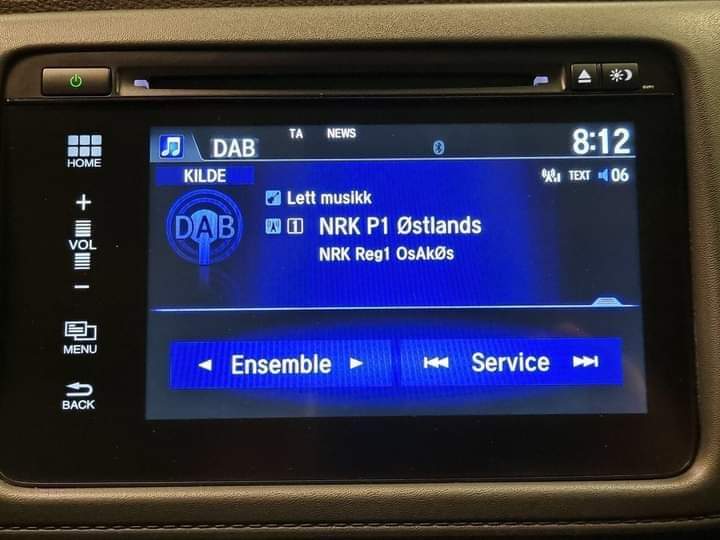 TA NEWS
DAB 8:12
HOME
KILDE TEXT 06
Lett musikk
DAB
1 NRK P1 Østlands
NRK Reg1 OsAkØs
+
VOL
−
MENU
Ensemble Service
BACK